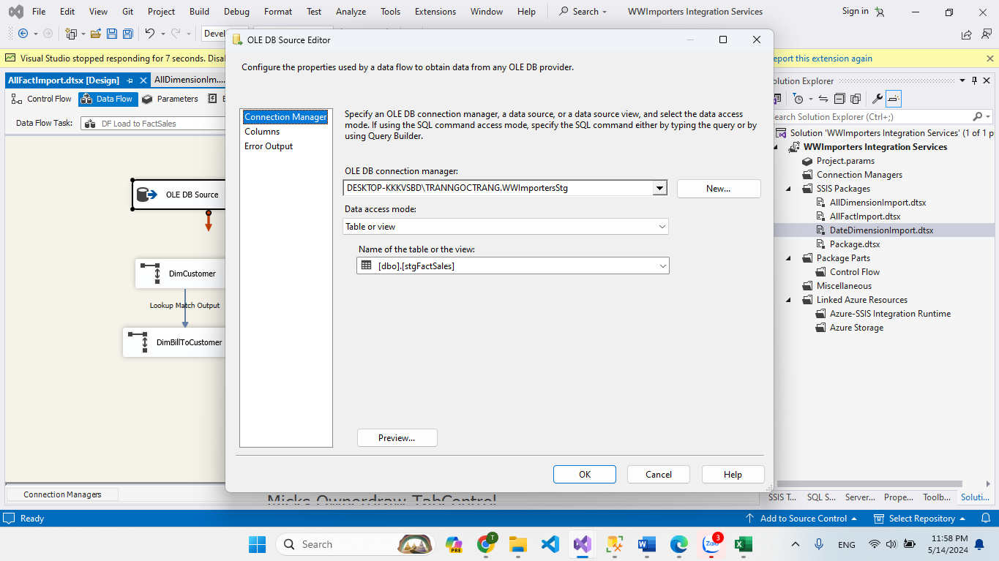 File Edit View Git Project Build Debug Format Test Analyze Tools Extensions Window Help Search WWImporters Integration Services Sign in
Devel
OLE DB Source Editor
Visual Studio stopped responding for 7 seconds. Disa
eport this extension again
Configure the properties used by a data flow to obtain data from any OLE DB provider.
AllFactImport.dtsx [Design] AllDimensionIm....
Control Flow Data Flow Parameters E
Data Flow Task: DF Load to FactSales
OLE DB Source
DimCustomer
Lookup Match Output
DimBillToCustomer
Connection Manager
Columns
Error Output
Specify an OLE DB connection manager, a data source, or a data source view, and select the data access
mode. If using the SQL command access mode, specify the SQL command either by typing the query or by
using Query Builder.
OLE DB connection manager:
DESKTOP-KKKVSBD\TRANNGOCTRANG.WWImportersStg New...
Data access mode:
Table or view
Name of the table or the view:
[dbo].[stgFactSales]
Preview...
OK Cancel Help
olution Explorer
earch Solution Explorer (Ctrl+;)
Solution 'WWImporters Integration Services' (1 of 1 p
WWImporters Integration Services
Project.params
Connection Managers
SSIS Packages
AllDimensionImport.dtsx
AllFactImport.dtsx
DateDimensionImport.dtsx
Package.dtsx
Package Parts
Control Flow
Miscellaneous
Linked Azure Resources
Azure-SSIS Integration Runtime
Azure Storage
Connection Managers
Micks Ownerdraw TabControl
SSIS T... SQL S... Server... Prope... Toolb... Soluti...
Ready Add to Source Control Select Repository
Search PRE T Zalo 3 ENG 11:58 PM
5/14/2024